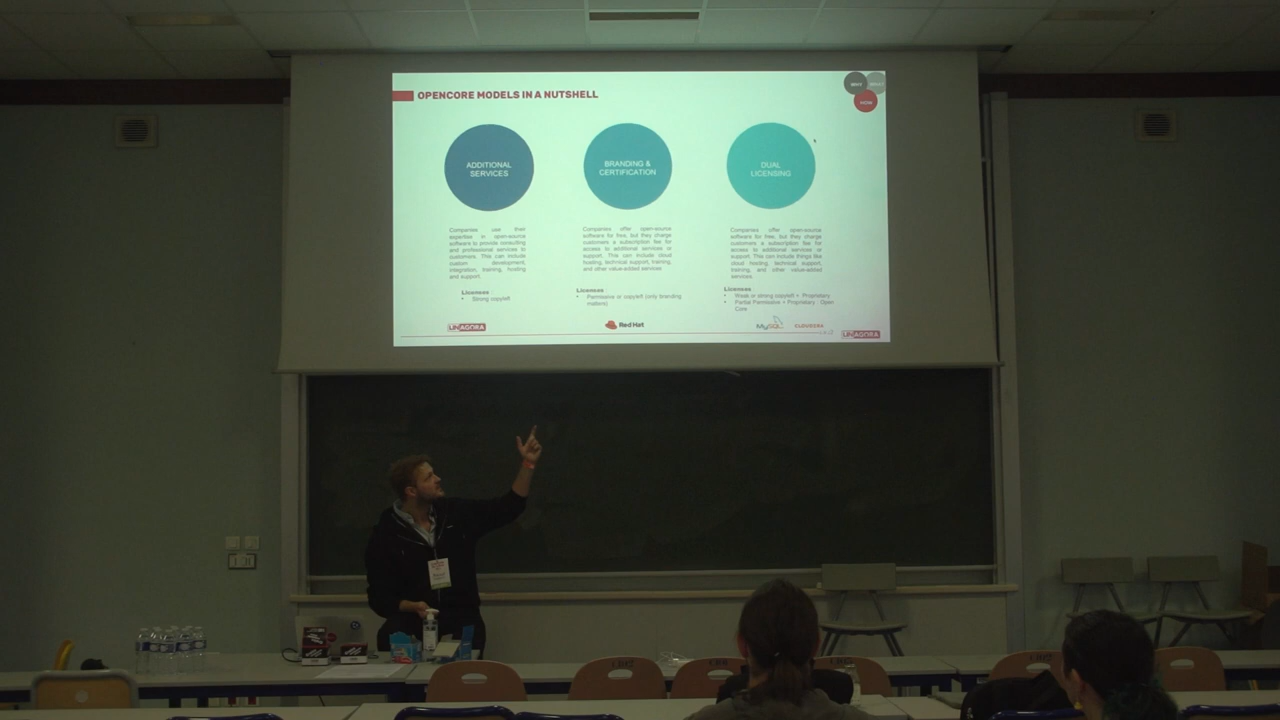 OPENCORE MODELS IN A NUTSHELL
WHY
WHAT
HOW
ADDITIONAL
SERVICES
Companies use their
expertise in open-source
software to provide consulting
and professional services to
customers. This can include
custom development,
integration, training, hosting
and support.
Licenses
• Strong copyleft
LINAGORA
BRANDING &
CERTIFICATION
Companies offer open-source
software for free, but they charge
customers a subscription fee for
access to additional services or
support. This can include cloud
hosting, technical support, training,
and other value-added services
Licenses
• Permissive or copyleft (only branding
matters)
Red Hat
DUAL
LICENSING
Companies offer open-source
software for free, but they charge
customers a subscription fee for
access to additional services or
support. This can include things like
cloud hosting, technical support,
training, and other value-added
services.
Licenses
• Weak or strong copyleft + Proprietary
• Partial Permissive + Proprietary : Open
Core
MySQL
CLOUDERA
LINAGORA